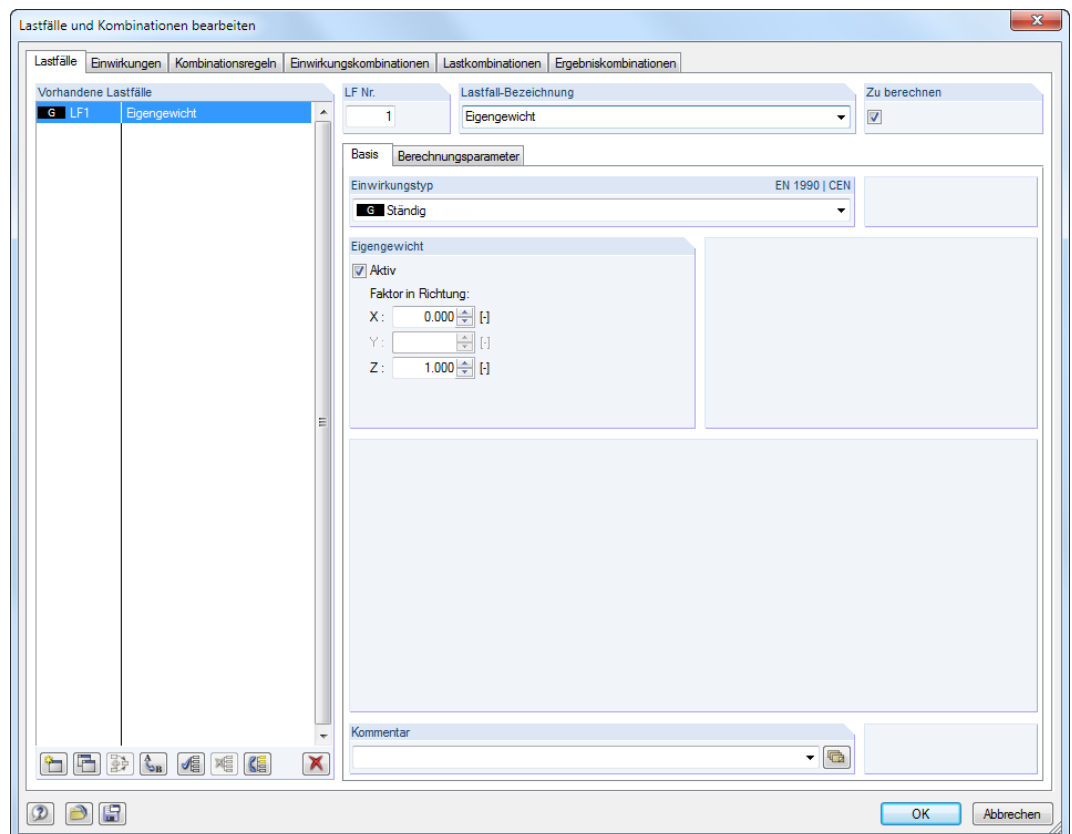 Lastfälle und Kombinationen bearbeiten
Lastfälle Einwirkungen Kombinationsregeln Einwirkungskombinationen Lastkombinationen Ergebniskombinationen
Vorhandene Lastfälle
G LF1 Eigengewicht
LF Nr.
1
Lastfall-Bezeichnung
Eigengewicht
Zu berechnen
Basis Berechnungsparameter
Einwirkungstyp EN 1990 | CEN
G Ständig
Eigengewicht
Aktiv
Faktor in Richtung:
X : 0.000 [-]
Y : [-]
Z : 1.000 [-]
Kommentar
OK Abbrechen